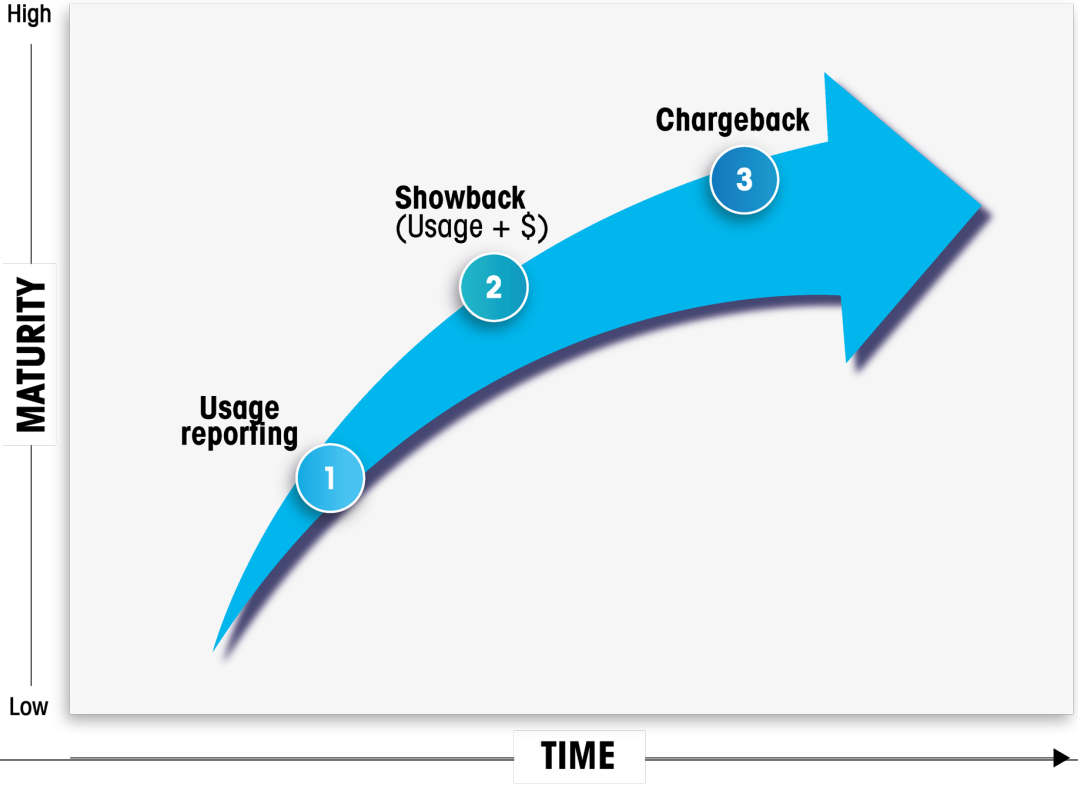 High
Chargeback
3
Showback
(Usage + $)
2
MATURITY
Usage
reporting
1
Low
TIME